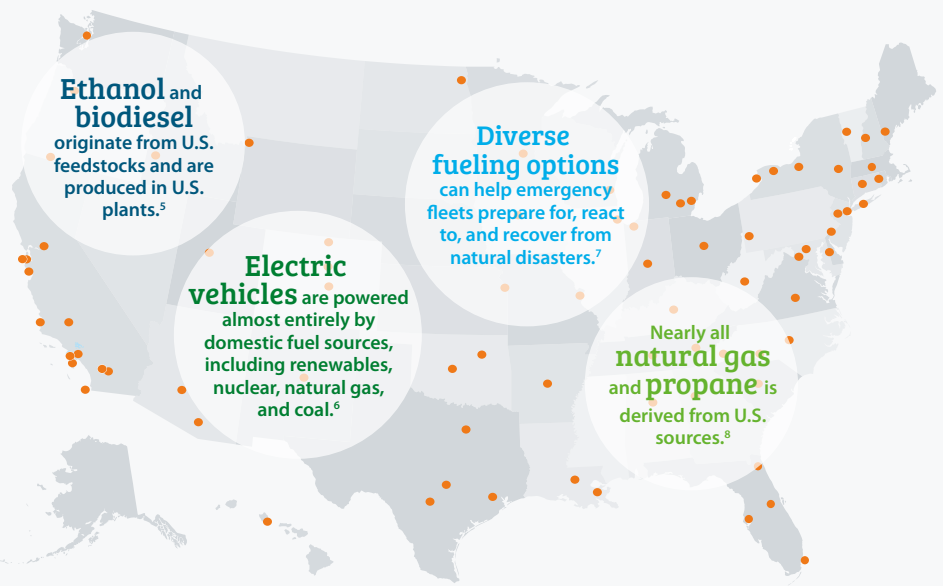 Ethanol and
biodiesel
originate from U.S.
feedstocks and are
produced in U.S.
plants.⁵
Electric
vehicles are powered
almost entirely by
domestic fuel sources,
including renewables,
nuclear, natural gas,
and coal.⁶
Diverse
fueling options
can help emergency
fleets prepare for, react
to, and recover from
natural disasters.⁷
Nearly all
natural gas
and propane is
derived from U.S.
sources.⁸